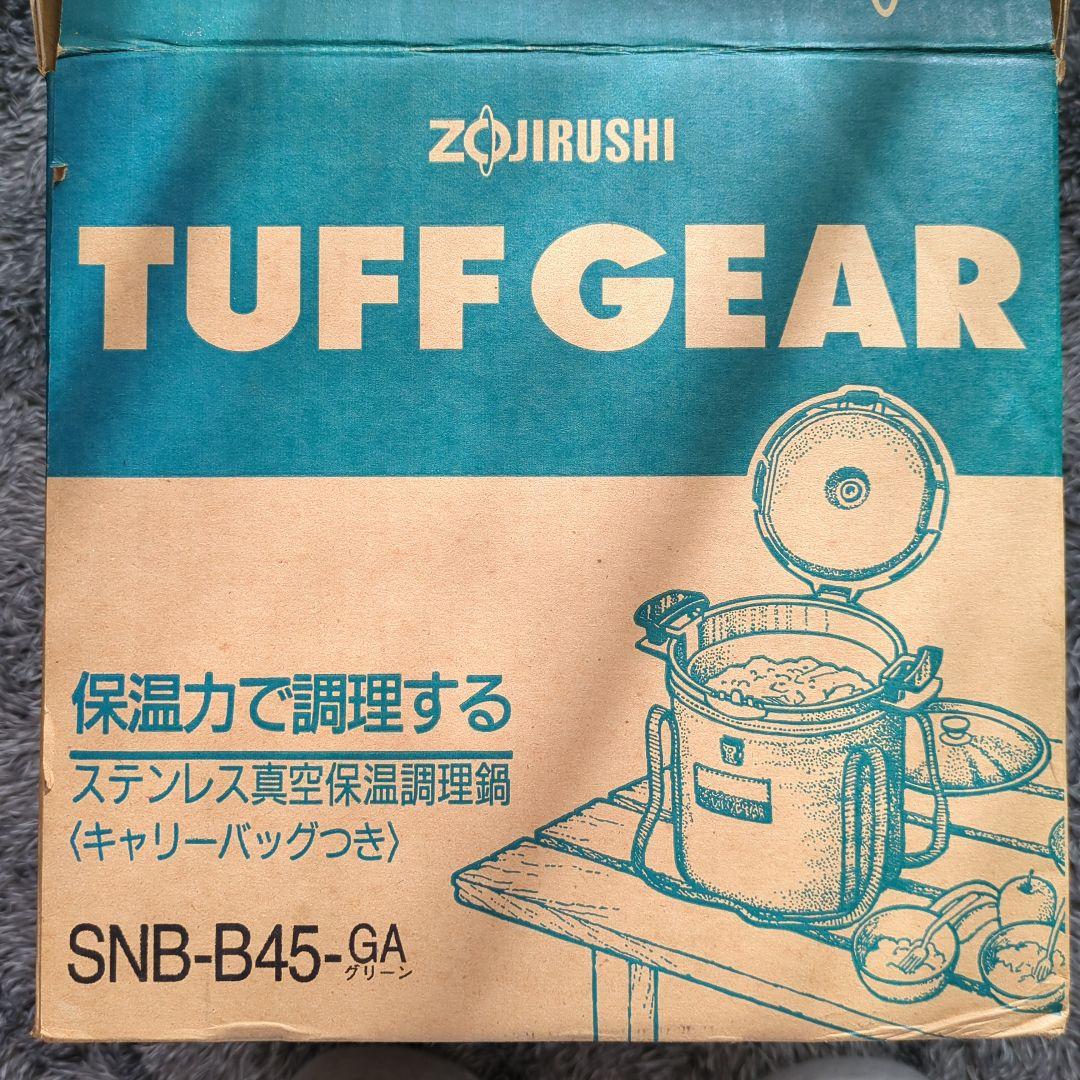 ZOJIRUSHI
TUFF GEAR
保温力で調理する
ステンレス真空保温調理鍋
〈キャリーバッグつき〉
SNB-B45-GA
グリーン